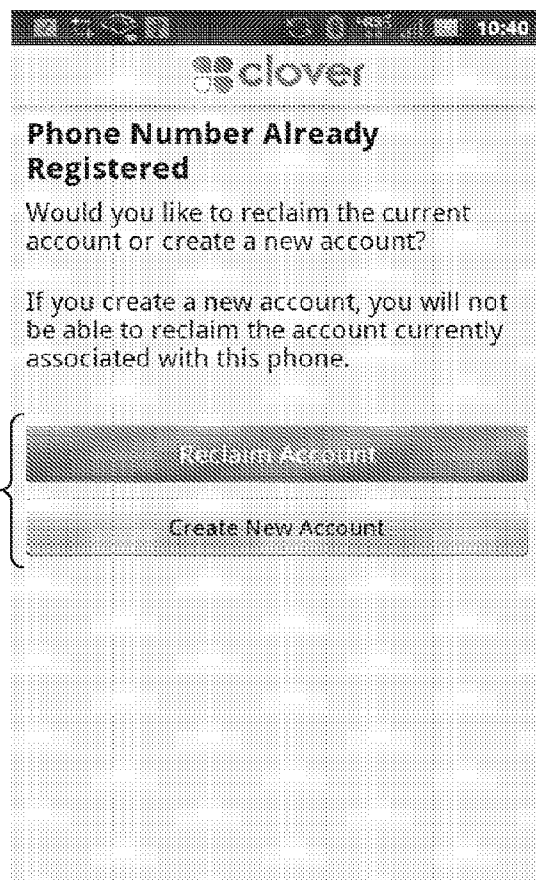 10:40
clover
Phone Number Already
Registered
Would you like to reclaim the current
account or create a new account?
If you create a new account, you will not
be able to reclaim the account currently
associated with this phone.
Reclaim Account
Create New Account